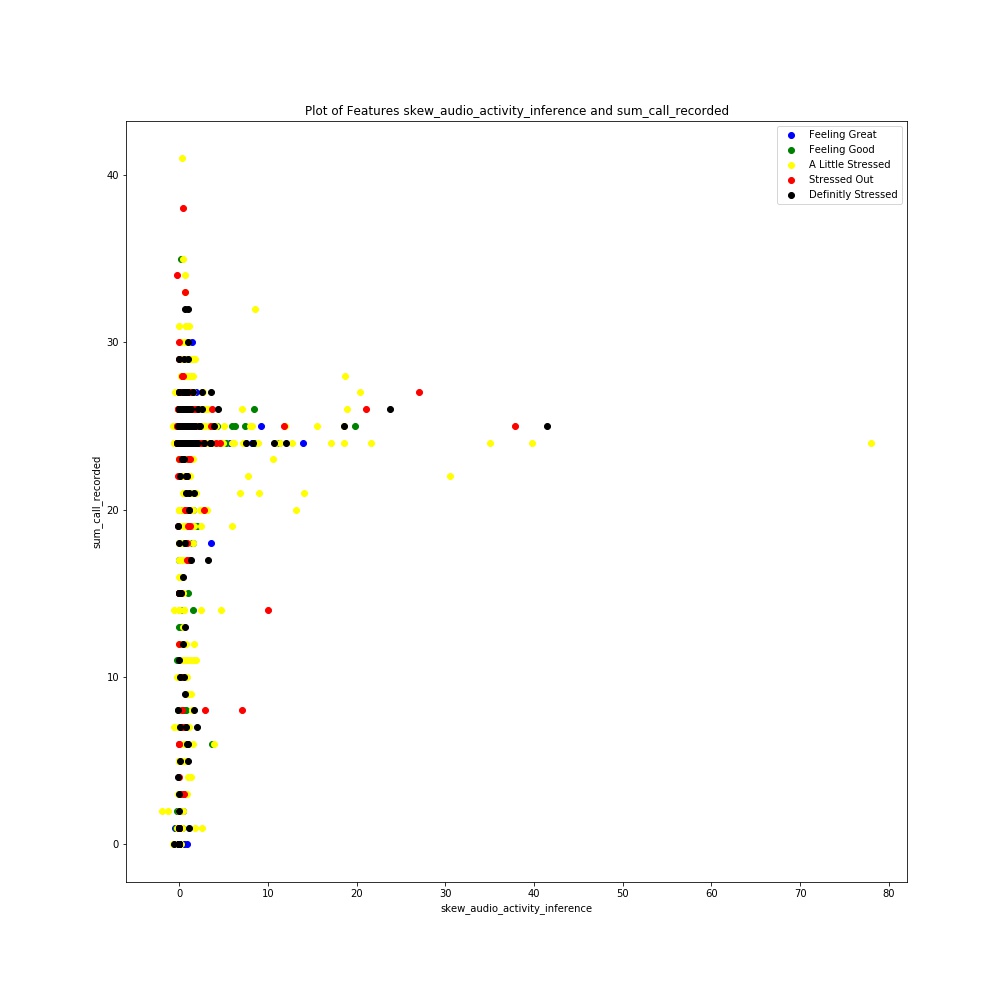 Plot of Features skew_audio_activity_inference and sum_call_recorded
Feeling Great
Feeling Good
A Little Stressed
Stressed Out
Definitly Stressed
sum_call_recorded
40
30
20
10
0
0 10 20 30 40 50 60 70 80
skew_audio_activity_inference